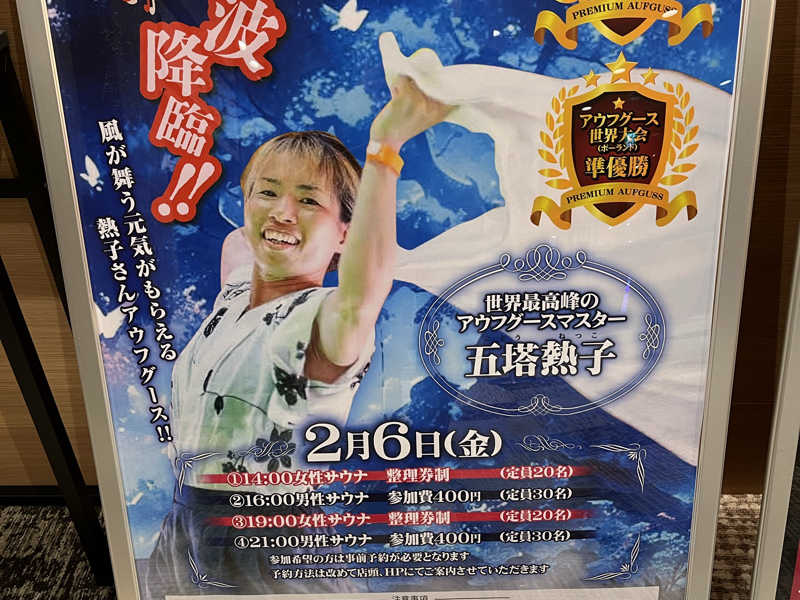 波
降臨!!
風が舞う元気がもらえる
熱子さんアウフグース!!
PREMIUM AUFGUSS
アウフグース
世界大会
(ポーランド)
準優勝
PREMIUM AUFGUSS
世界最高峰の
アウフグースマスター
五塔熱子
2月6日(金)
①14:00女性サウナ 整理券制 (定員20名)
②16:00男性サウナ 参加費400円 (定員30名)
③19:00女性サウナ 整理券制 (定員20名)
④21:00男性サウナ 参加費400円 (定員30名)
参加希望の方は事前予約が必要となります
予約方法は改めて店頭、HPにてご案内させていただきます
注意事項